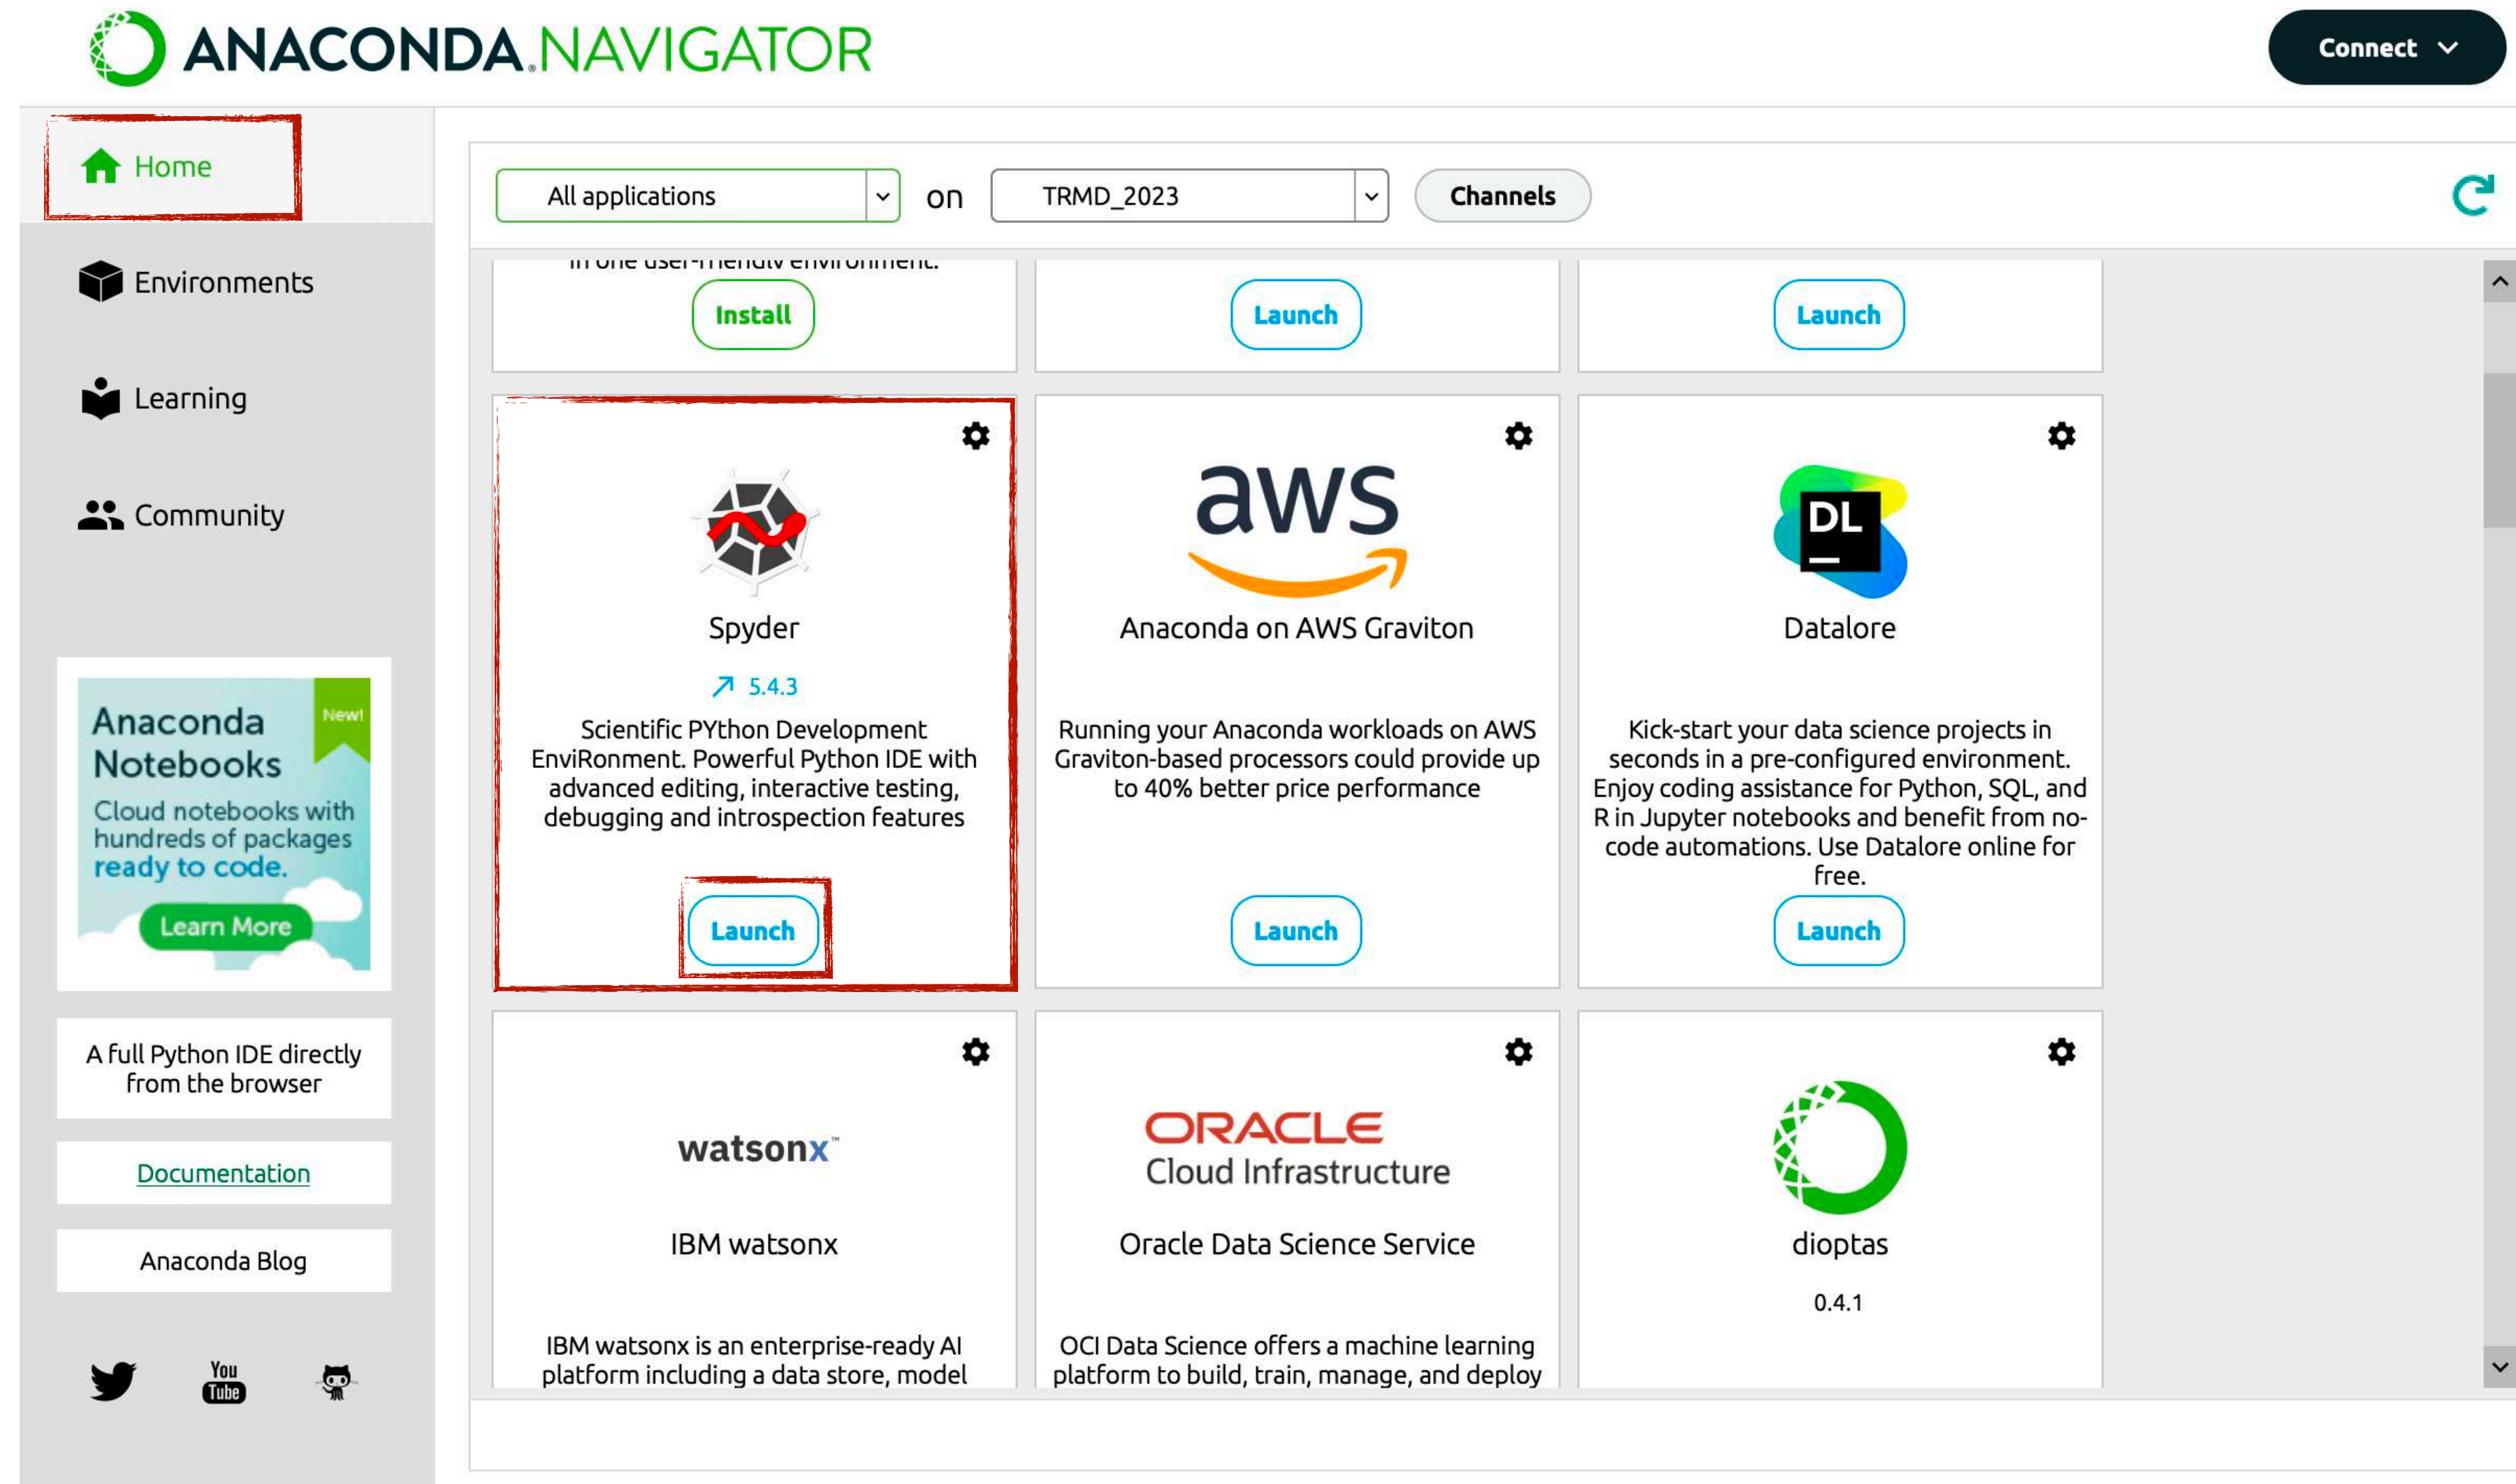 ANACONDA.NAVIGATOR
Connect
Home
Environments
Learning
Community
Anaconda
Notebooks
New!
Cloud notebooks with
hundreds of packages
ready to code.
Learn More
A full Python IDE directly
from the browser
Documentation
Anaconda Blog
You
Tube
All applications
on
TRMD_2023
Channels
in one user-friendly environment.
Install
Launch
Launch
Spyder
5.4.3
Scientific PYthon Development
EnviRonment. Powerful Python IDE with
advanced editing, interactive testing,
debugging and introspection features
Launch
aws
Anaconda on AWS Graviton
Running your Anaconda workloads on AWS
Graviton-based processors could provide up
to 40% better price performance
Launch
DL
Datalore
Kick-start your data science projects in
seconds in a pre-configured environment.
Enjoy coding assistance for Python, SQL, and
R in Jupyter notebooks and benefit from no-
code automations. Use Datalore online for
free.
Launch
watsonx™
IBM watsonx
IBM watsonx is an enterprise-ready AI
platform including a data store, model
ORACLE
Cloud Infrastructure
Oracle Data Science Service
OCI Data Science offers a machine learning
platform to build, train, manage, and deploy
dioptas
0.4.1